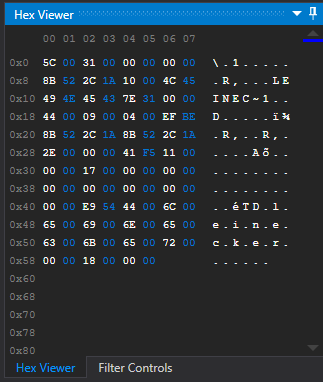 Hex Viewer
00 01 02 03 04 05 06 07
0x0 5C 00 31 00 00 00 00 00 \.1.....
0x8 8B 52 2C 1A 10 00 4C 45 .R,...LE
0x10 49 4E 45 43 7E 31 00 00 INEC~1..
0x18 44 00 09 00 04 00 EF BE D.....ï¾
0x20 8B 52 2C 1A 8B 52 2C 1A .R,..R,.
0x28 2E 00 00 00 41 F5 11 00 ....Aõ..
0x30 00 00 17 00 00 00 00 00 ........
0x38 00 00 00 00 00 00 00 00 ........
0x40 00 00 E9 54 44 00 6C 00 ..éTD.l.
0x48 65 00 69 00 6E 00 65 00 e.i.n.e.
0x50 63 00 6B 00 65 00 72 00 c.k.e.r.
0x58 00 00 18 00 00 00 ......
0x60
0x68
0x70
0x78
0x80
Hex Viewer Filter Controls